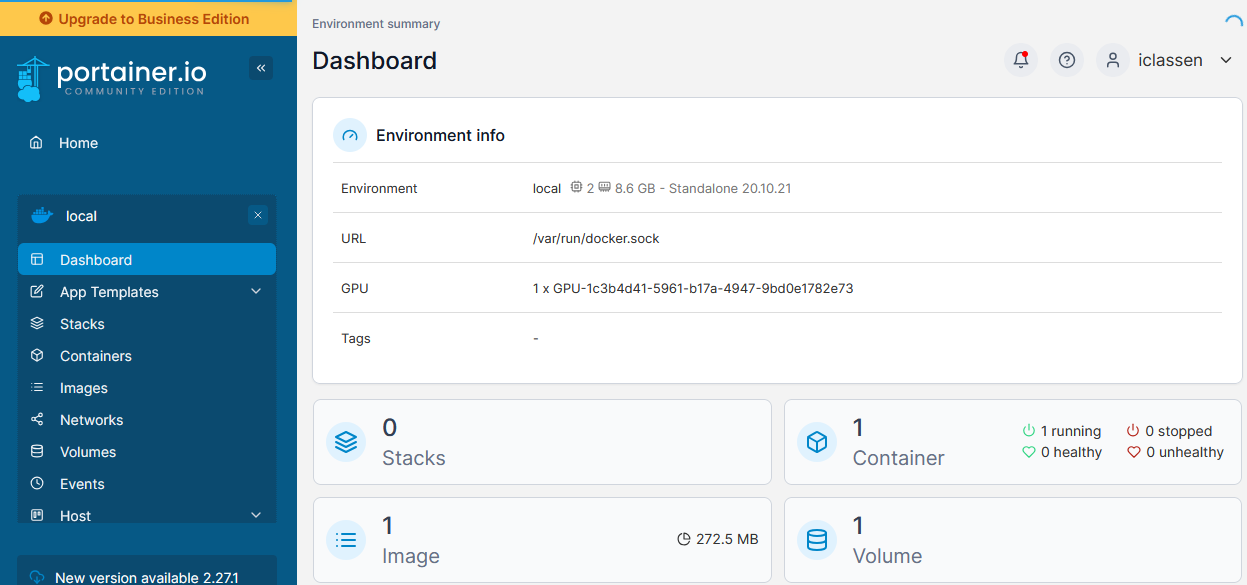 Upgrade to Business Edition
portainer.io
COMMUNITY EDITION
Home
local
Dashboard
App Templates
Stacks
Containers
Images
Networks
Volumes
Events
Host
New version available 2.27.1
Environment summary
Dashboard
iclassen
Environment info
Environment local 2 8.6 GB - Standalone 20.10.21
URL /var/run/docker.sock
GPU 1 x GPU-1c3b4d41-5961-b17a-4947-9bd0e1782e73
Tags -
0
Stacks
1
Container
1 running 0 stopped
0 healthy 0 unhealthy
1
Image
272.5 MB
1
Volume